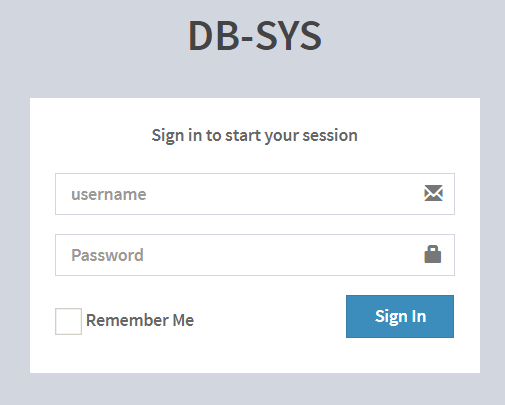 DB-SYS
Sign in to start your session
username
Password
Remember Me
Sign In